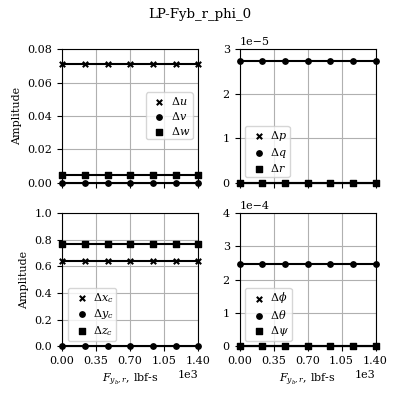 LP-Fyb_r_phi_0
0.08
0.06
0.04
0.02
0.00
Amplitude
Δu
Δv
Δw
1e−5
3
2
1
0
Δp
Δq
Δr
1.0
0.8
0.6
0.4
0.2
0.0
Amplitude
Δx_c
Δy_c
Δz_c
0.00 0.35 0.70 1.05 1.40
1e3
F_{y_b, r}, lbf-s
1e−4
4
3
2
1
0
Δϕ
Δθ
Δψ
0.00 0.35 0.70 1.05 1.40
1e3
F_{y_b, r}, lbf-s